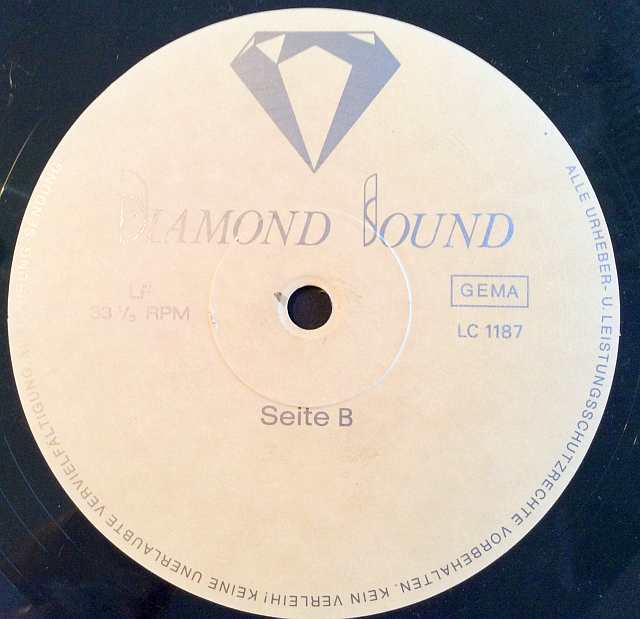 DIAMOND SOUND
LP
33 ⅓ RPM
GEMA
LC 1187
Seite B
ALLE URHEBER- U. LEISTUNGSSCHUTZRECHTE VORBEHALTEN. KEIN VERLEIH! KEINE UNERLAUBTE VERVIELFÄLTIGUNG, SENDUNG